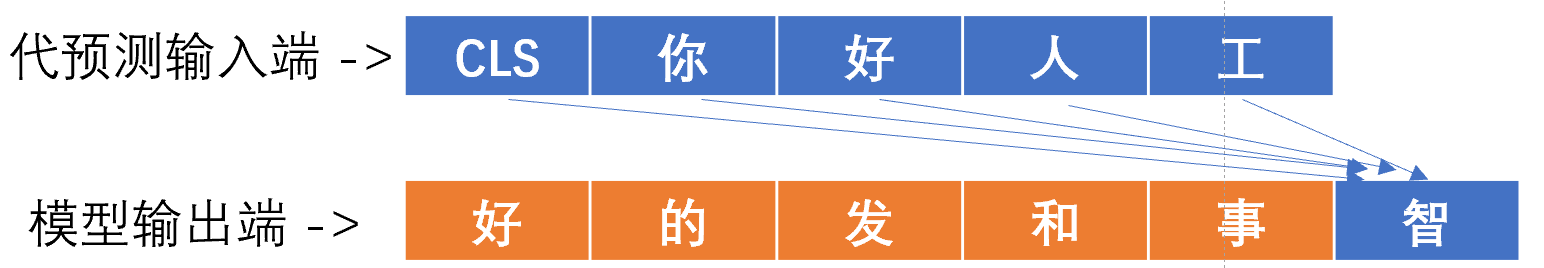 代预测输入端 -> CLS 你 好 人 工
模型输出端 -> 好 的 发 和 事 智